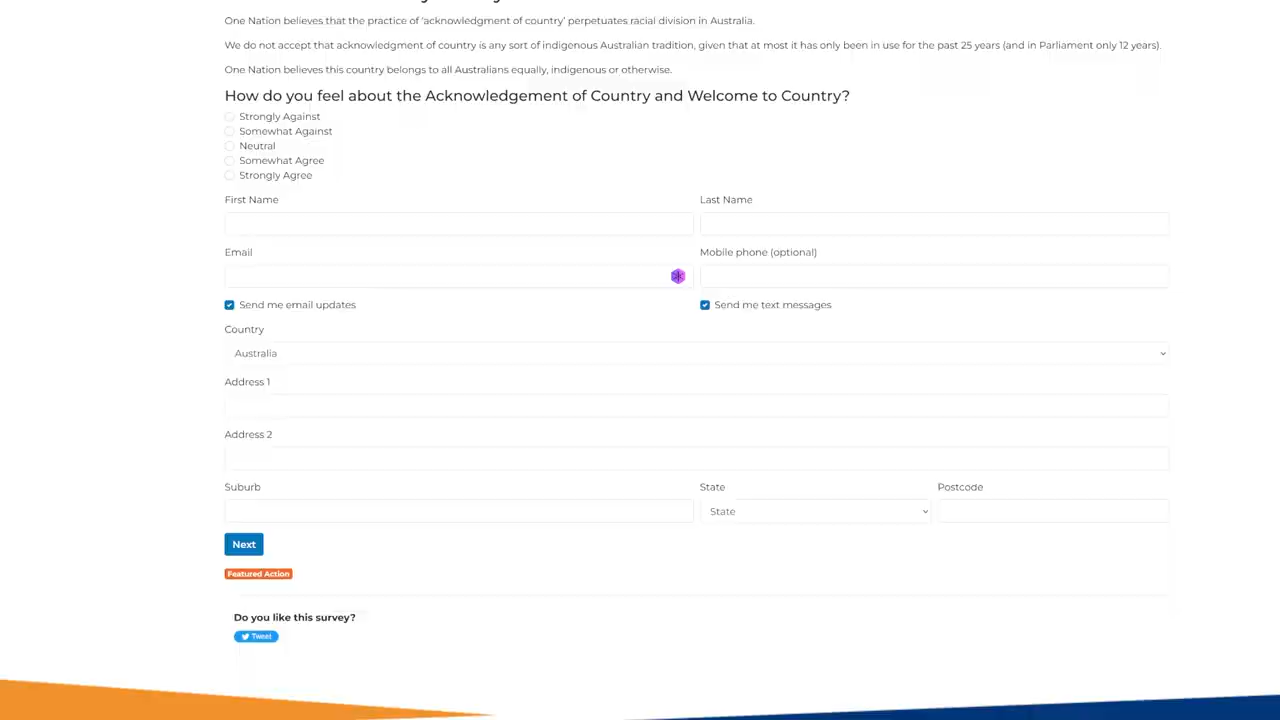 One Nation believes that the practice of 'acknowledgment of country' perpetuates racial division in Australia.
We do not accept that acknowledgment of country is any sort of indigenous Australian tradition, given that at most it has only been in use for the past 25 years (and in Parliament only 12 years).
One Nation believes this country belongs to all Australians equally, indigenous or otherwise.
How do you feel about the Acknowledgement of Country and Welcome to Country?
Strongly Against
Somewhat Against
Neutral
Somewhat Agree
Strongly Agree
First Name
Last Name
Email
Mobile phone (optional)
Send me email updates
Send me text messages
Country
Australia
Address 1
Address 2
Suburb
State
Postcode
State
Next
Featured Action
Do you like this survey?
Tweet